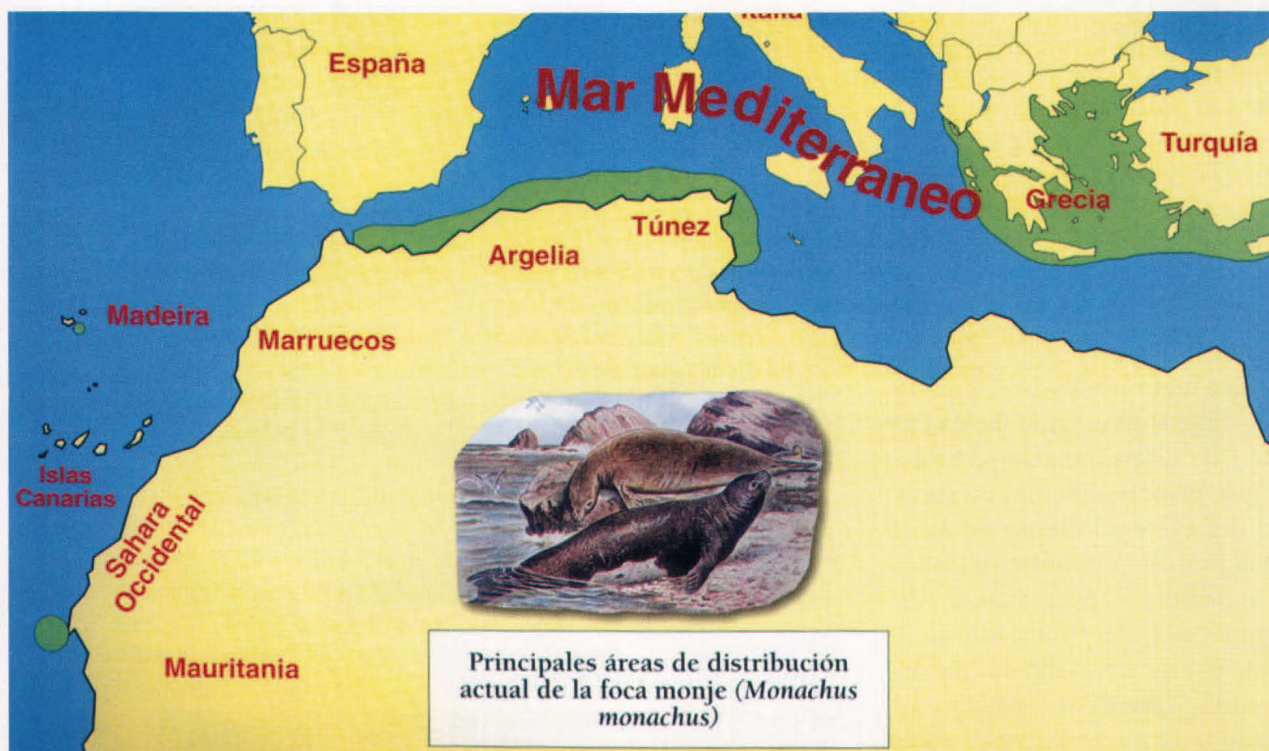 Italia
España
Mar Mediterraneo
Turquía
Grecia
Túnez
Argelia
Madeira
Marruecos
Islas
Canarias
Sahara
Occidental
Mauritania
Principales áreas de distribución
actual de la foca monje (Monachus
monachus)